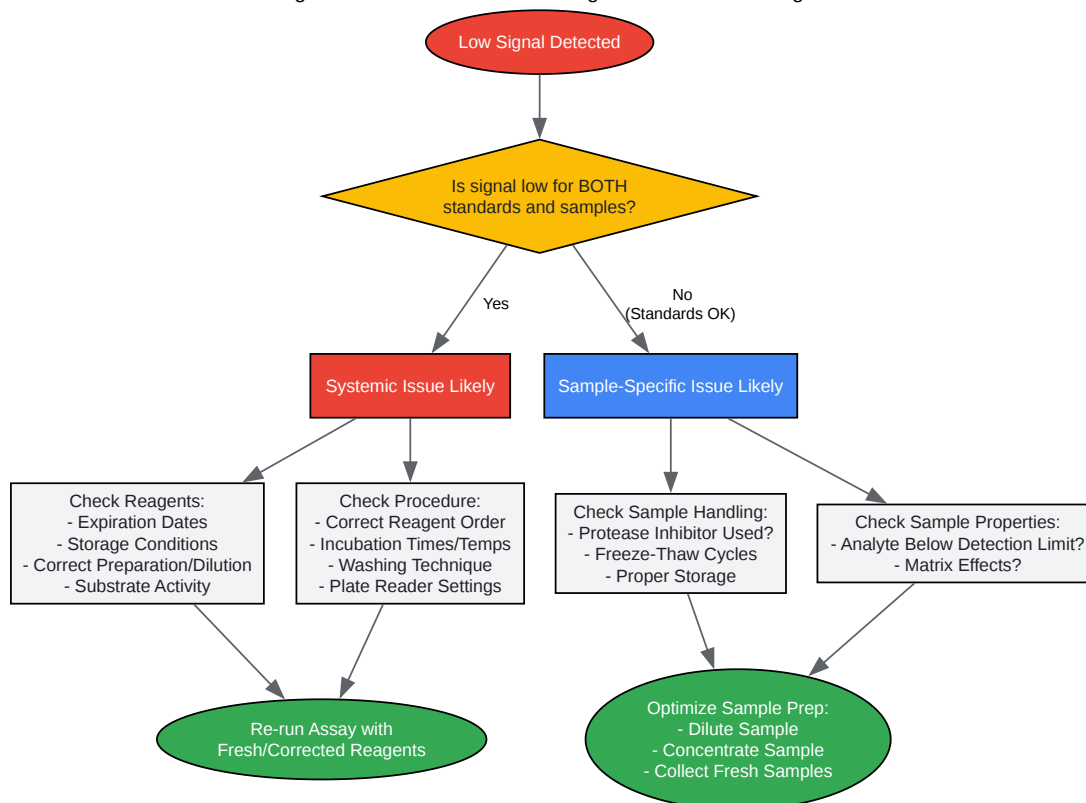 Low Signal Detected
Is signal low for BOTH
standards and samples?
Yes
No
(Standards OK)
Systemic Issue Likely
Sample-Specific Issue Likely
Check Reagents:
- Expiration Dates
- Storage Conditions
- Correct Preparation/Dilution
- Substrate Activity
Check Procedure:
- Correct Reagent Order
- Incubation Times/Temps
- Washing Technique
- Plate Reader Settings
Check Sample Handling:
- Protease Inhibitor Used?
- Freeze-Thaw Cycles
- Proper Storage
Check Sample Properties:
- Analyte Below Detection Limit?
- Matrix Effects?
Re-run Assay with
Fresh/Corrected Reagents
Optimize Sample Prep:
- Dilute Sample
- Concentrate Sample
- Collect Fresh Samples